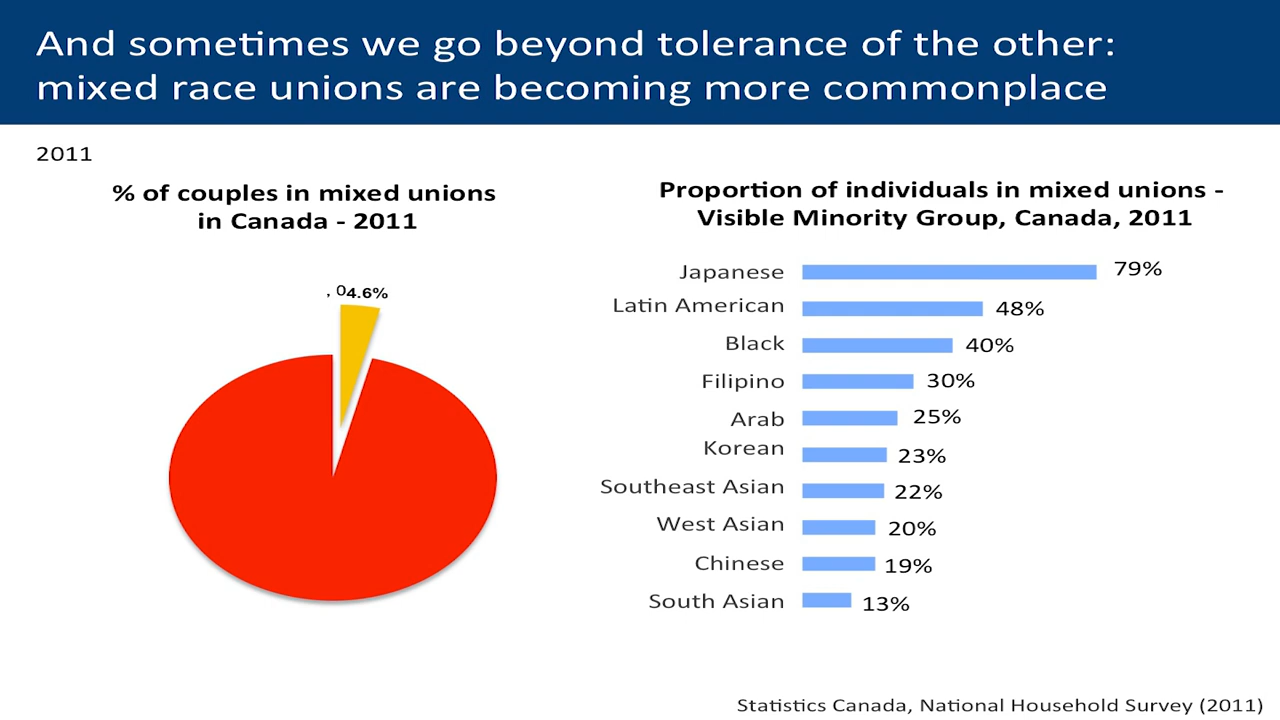 And sometimes we go beyond tolerance of the other:
mixed race unions are becoming more commonplace
2011
% of couples in mixed unions
in Canada - 2011
, 04.6%
Proportion of individuals in mixed unions -
Visible Minority Group, Canada, 2011
Japanese 79%
Latin American 48%
Black 40%
Filipino 30%
Arab 25%
Korean 23%
Southeast Asian 22%
West Asian 20%
Chinese 19%
South Asian 13%
Statistics Canada, National Household Survey (2011)